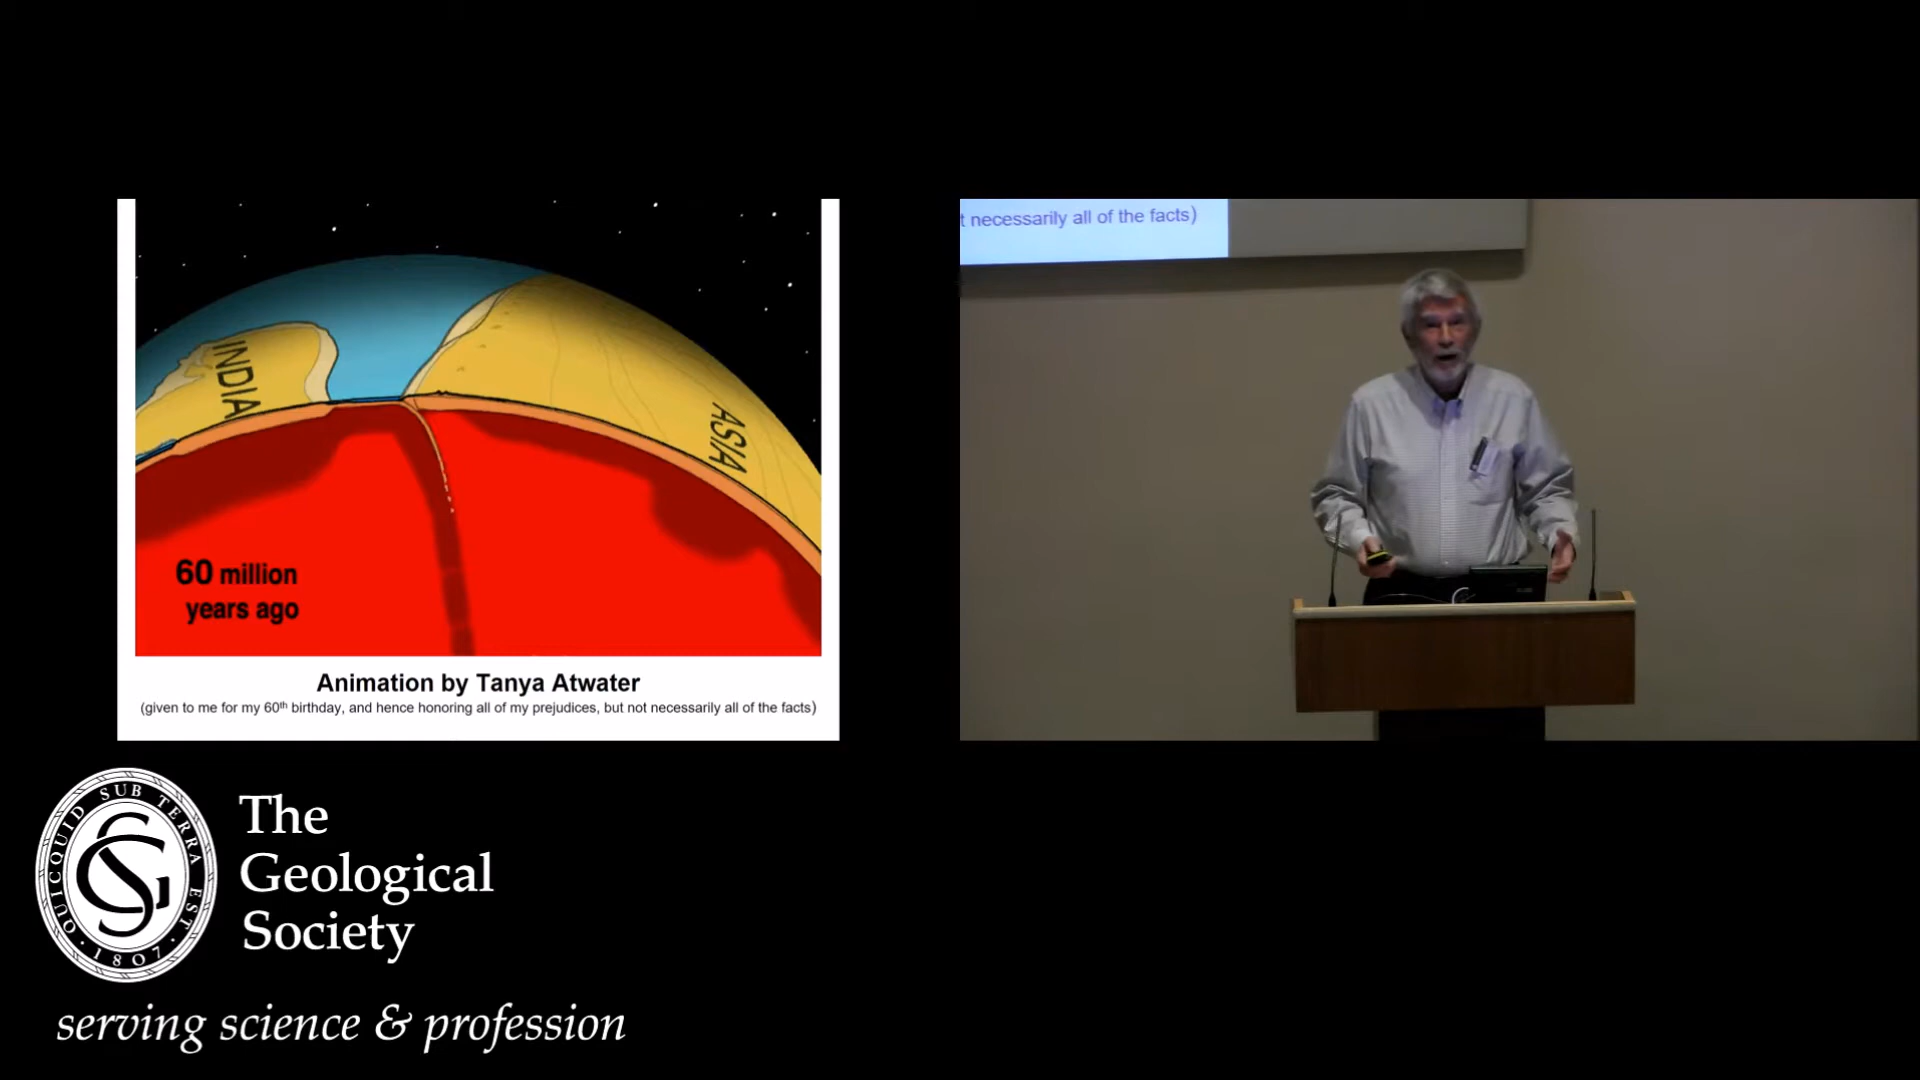 INDIA
ASIA
60 million
years ago
Animation by Tanya Atwater
(given to me for my 60th birthday, and hence honoring all of my prejudices, but not necessarily all of the facts)
t necessarily all of the facts)
QUICQUID SUB TERRA EST
1807
GS
The
Geological
Society
serving science & profession